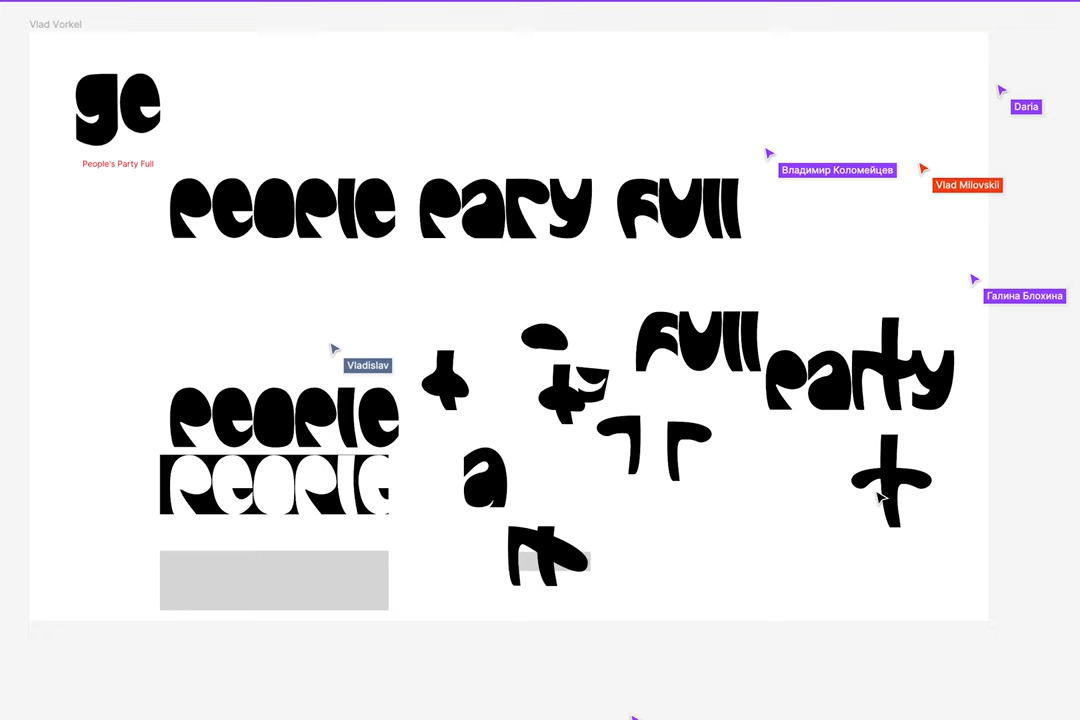 Vlad Vorkel
ge
Daria
People's Party Full
Владимир Коломейцев
Vlad Milovskii
PEOPLE PARY FULL
Галина Блохина
Vladislav
FULL
Party
PEOPLE
PEOPLE
a